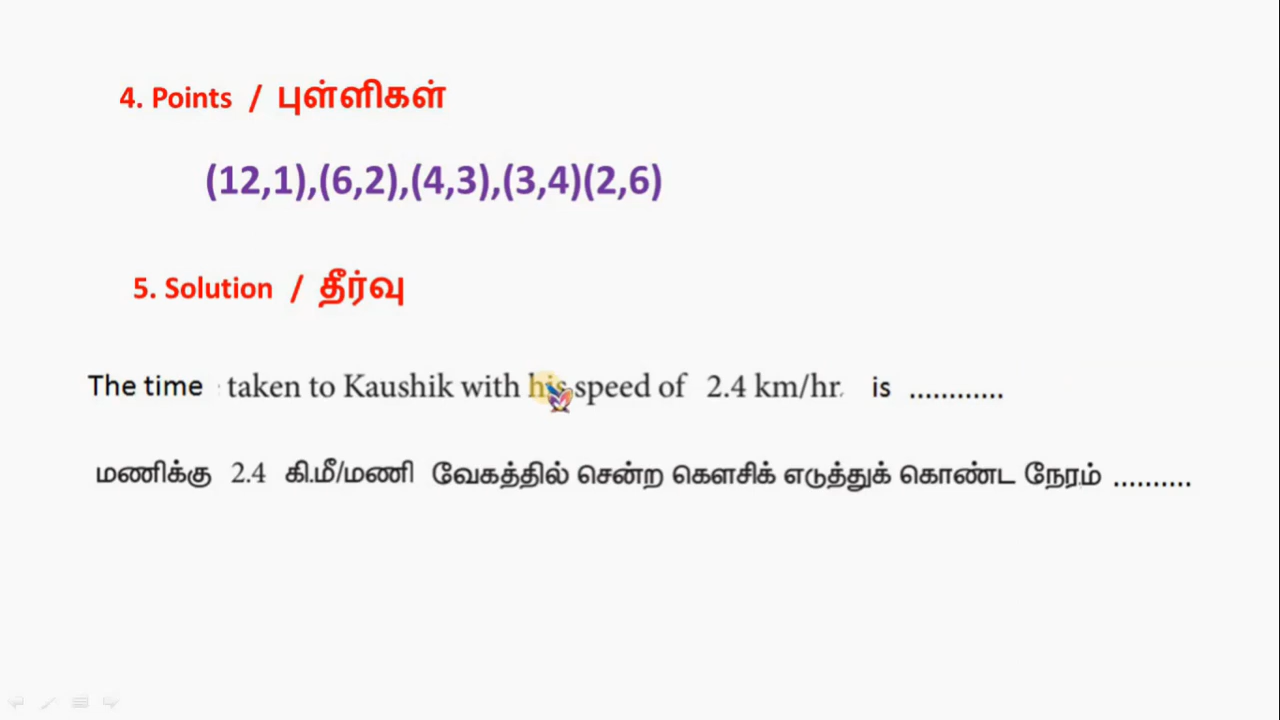 4. Points / புள்ளிகள்
(12,1),(6,2),(4,3),(3,4)(2,6)
5. Solution / தீர்வு
The time taken to Kaushik with his speed of 2.4 km/hr. is ............
மணிக்கு 2.4 கி.மீ/மணி வேகத்தில் சென்ற கௌசிக் எடுத்துக் கொண்ட நேரம் ..........